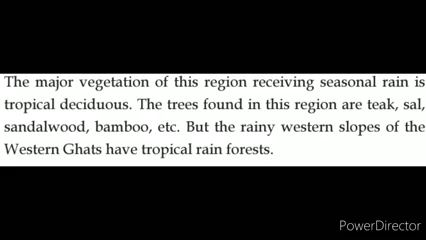 The major vegetation of this region receiving seasonal rain is
tropical deciduous. The trees found in this region are teak, sal,
sandalwood, bamboo, etc. But the rainy western slopes of the
Western Ghats have tropical rain forests.
PowerDirector